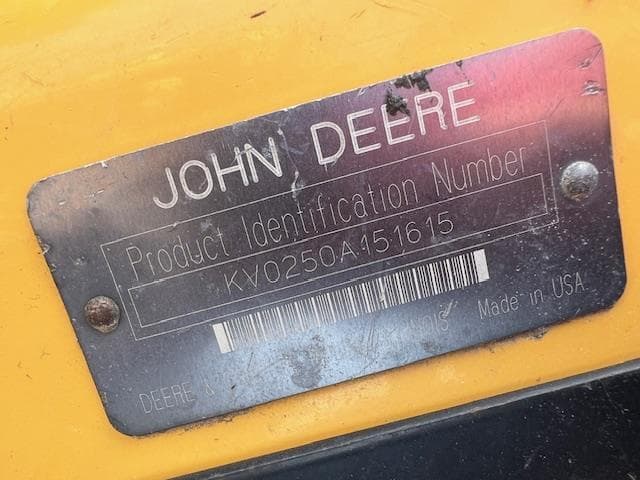 JOHN DEERE
Product Identification Number
KV0250A151615
DEERE &
Made in USA